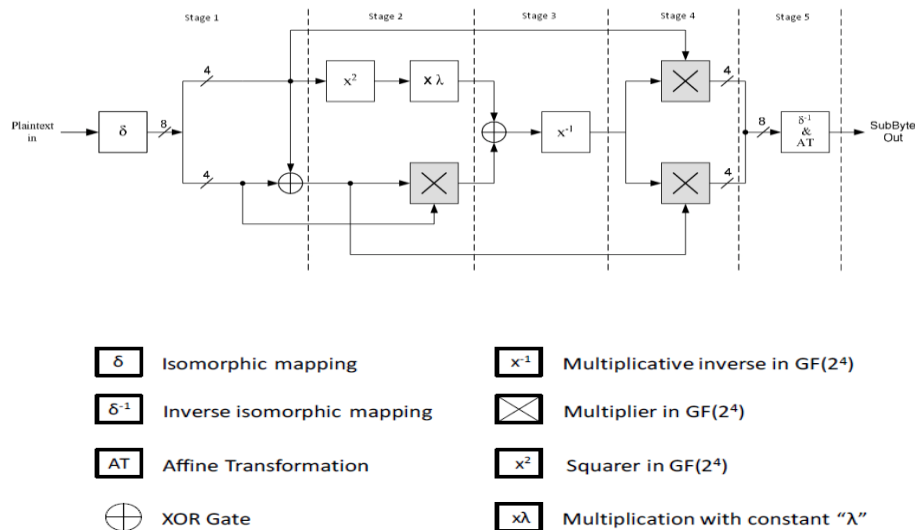 Stage 1
Stage 2
Stage 3
Stage 4
Stage 5
4
4
x²
x λ
Plaintext
in
δ
8
x⁻¹
8
δ⁻¹
&
AT
SubByte
Out
4
4
δ Isomorphic mapping
x⁻¹ Multiplicative inverse in GF(2⁴)
δ⁻¹ Inverse isomorphic mapping
Multiplier in GF(2⁴)
AT Affine Transformation
x² Squarer in GF(2⁴)
XOR Gate
xλ Multiplication with constant “λ”